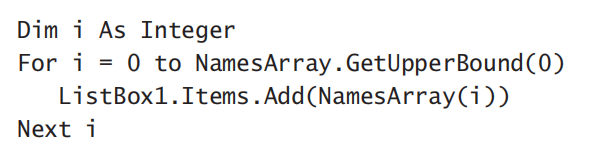 Dim i As Integer
For i = 0 to NamesArray.GetUpperBound(0)
   ListBox1.Items.Add(NamesArray(i))
Next i